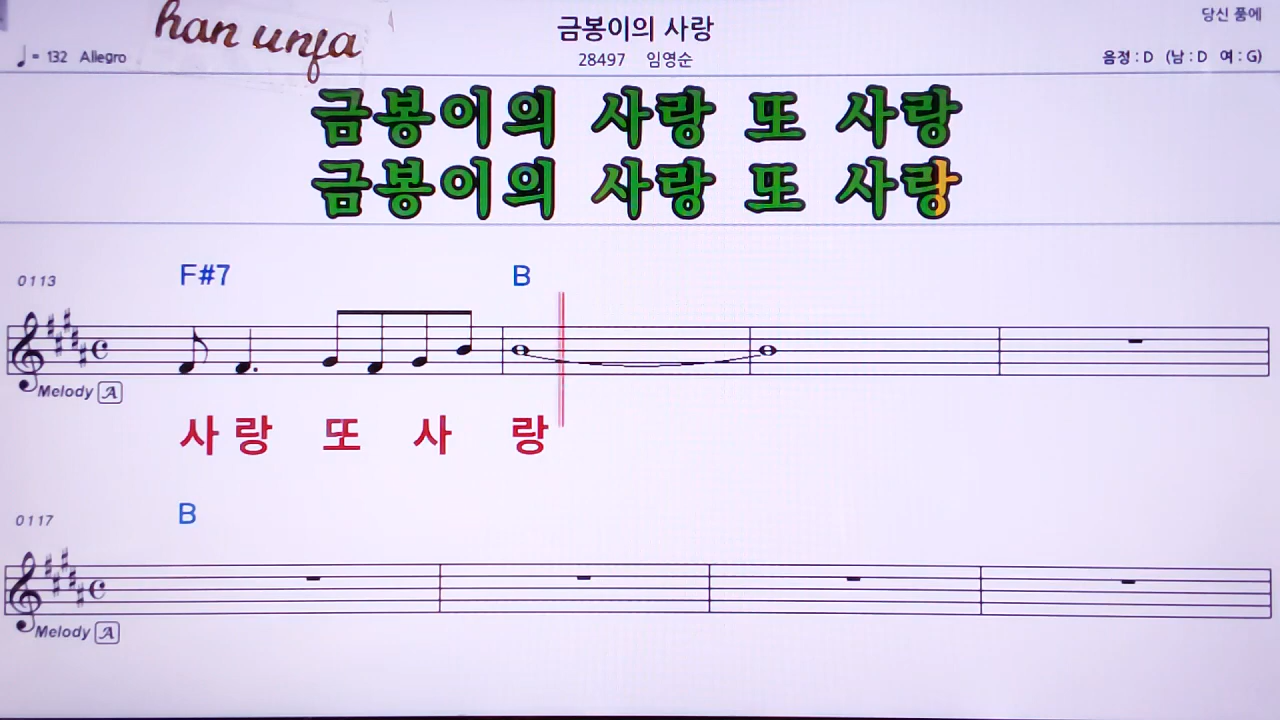 han unja
금봉이의 사랑
당신 품에
♩= 132 Allegro
28497 임영순
음정 : D (남 : D 여 : G)
금봉이의 사랑 또 사랑
금봉이의 사랑 또 사랑
0113
F#7 B
Melody A
사 랑 또 사 랑
0117
B
Melody A